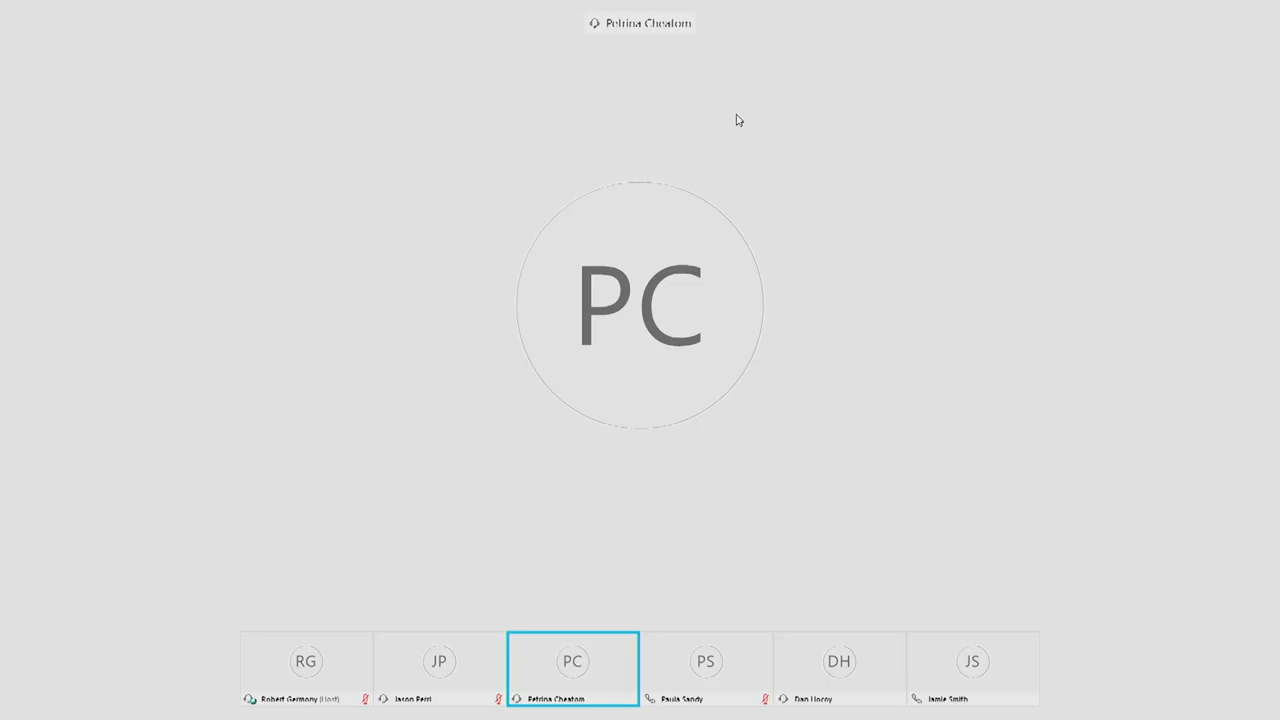 Petrina Cheatom
PC
RG
JP
PC
PS
DH
JS
Robert Germony (Host)
Jason Perri
Petrina Cheatom
Paula Sandy
Dan
Jamie Smith